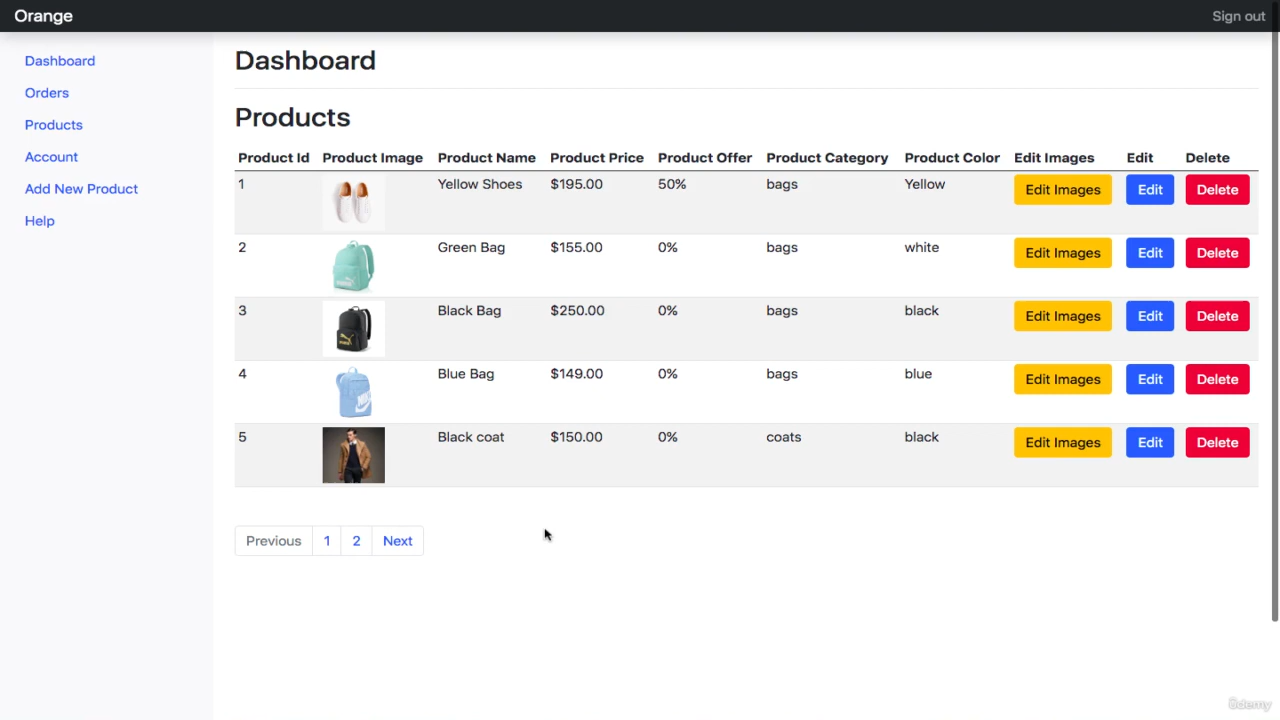 Orange Sign out
Dashboard
Orders
Products
Account
Add New Product
Help
Dashboard
Products
Product Id Product Image Product Name Product Price Product Offer Product Category Product Color Edit Images Edit Delete
1 Yellow Shoes $195.00 50% bags Yellow Edit Images Edit Delete
2 Green Bag $155.00 0% bags white Edit Images Edit Delete
3 Black Bag $250.00 0% bags black Edit Images Edit Delete
4 Blue Bag $149.00 0% bags blue Edit Images Edit Delete
5 Black coat $150.00 0% coats black Edit Images Edit Delete
Previous 1 2 Next
ûdemy